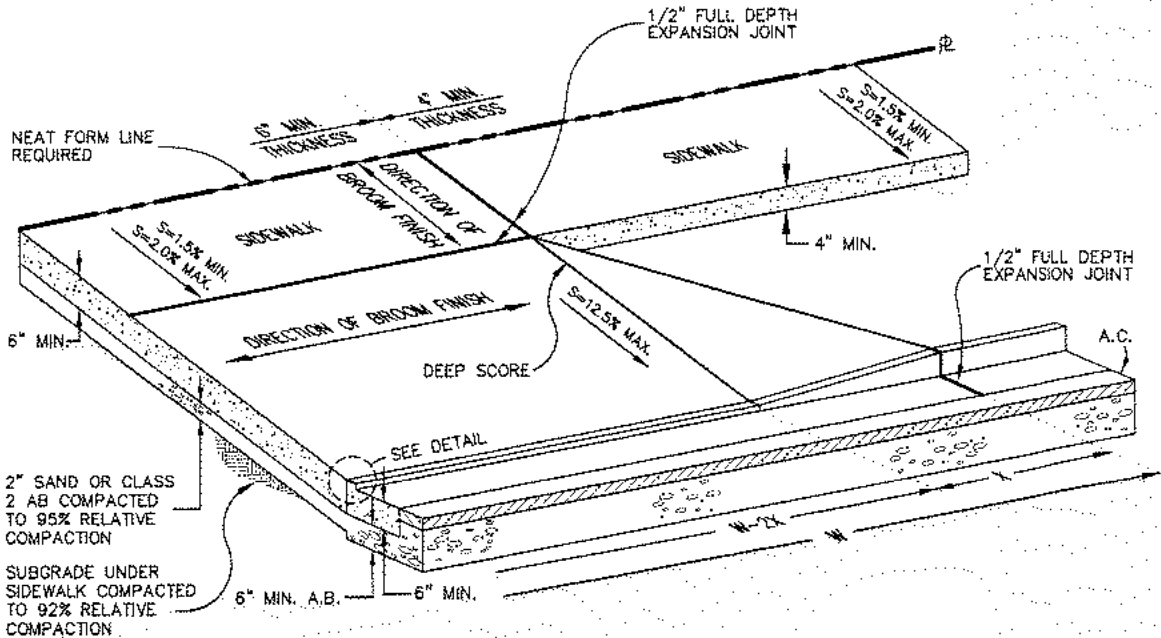 1/2" FULL DEPTH
EXPANSION JOINT
PL
6" MIN.
THICKNESS
4" MIN.
THICKNESS
S=1.5% MIN.
S=2.0% MAX.
NEAT FORM LINE
REQUIRED
SIDEWALK
DIRECTION OF
BROOM FINISH
SIDEWALK
S=1.5% MIN.
S=2.0% MAX.
4" MIN.
1/2" FULL DEPTH
EXPANSION JOINT
6" MIN.
DIRECTION OF BROOM FINISH
S=12.5% MAX.
DEEP SCORE
A.C.
SEE DETAIL
2" SAND OR CLASS
2 AB COMPACTED
TO 95% RELATIVE
COMPACTION
X
W-2X
W
SUBGRADE UNDER
SIDEWALK COMPACTED
TO 92% RELATIVE
COMPACTION
6" MIN. A.B.
6" MIN.